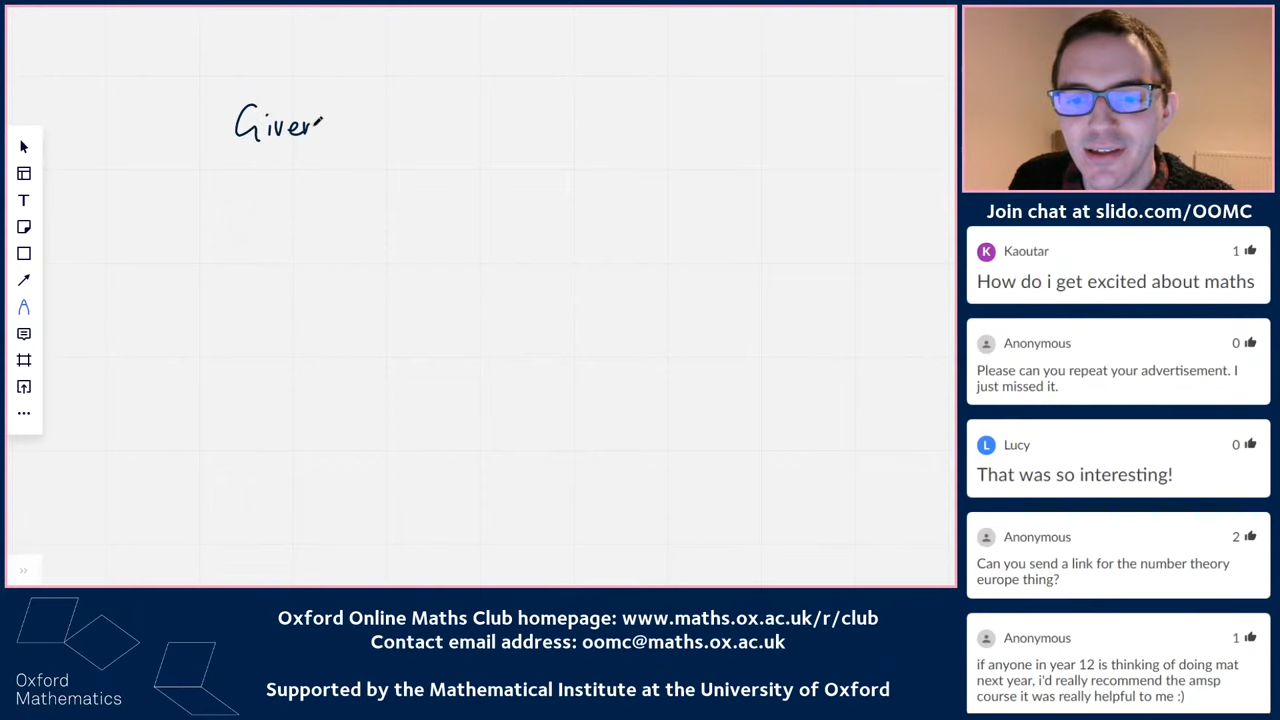 Giver
Join chat at slido.com/OOMC
K
Kaoutar
1
How do i get excited about maths
Anonymous
0
Please can you repeat your advertisement. I
just missed it.
L
Lucy
0
That was so interesting!
Anonymous
2
Can you send a link for the number theory
europe thing?
Anonymous
1
if anyone in year 12 is thinking of doing mat
next year, i'd really recommend the amsp
course it was really helpful to me :)
Oxford Online Maths Club homepage: www.maths.ox.ac.uk/r/club
Contact email address: oomc@maths.ox.ac.uk
Supported by the Mathematical Institute at the University of Oxford
Oxford
Mathematics